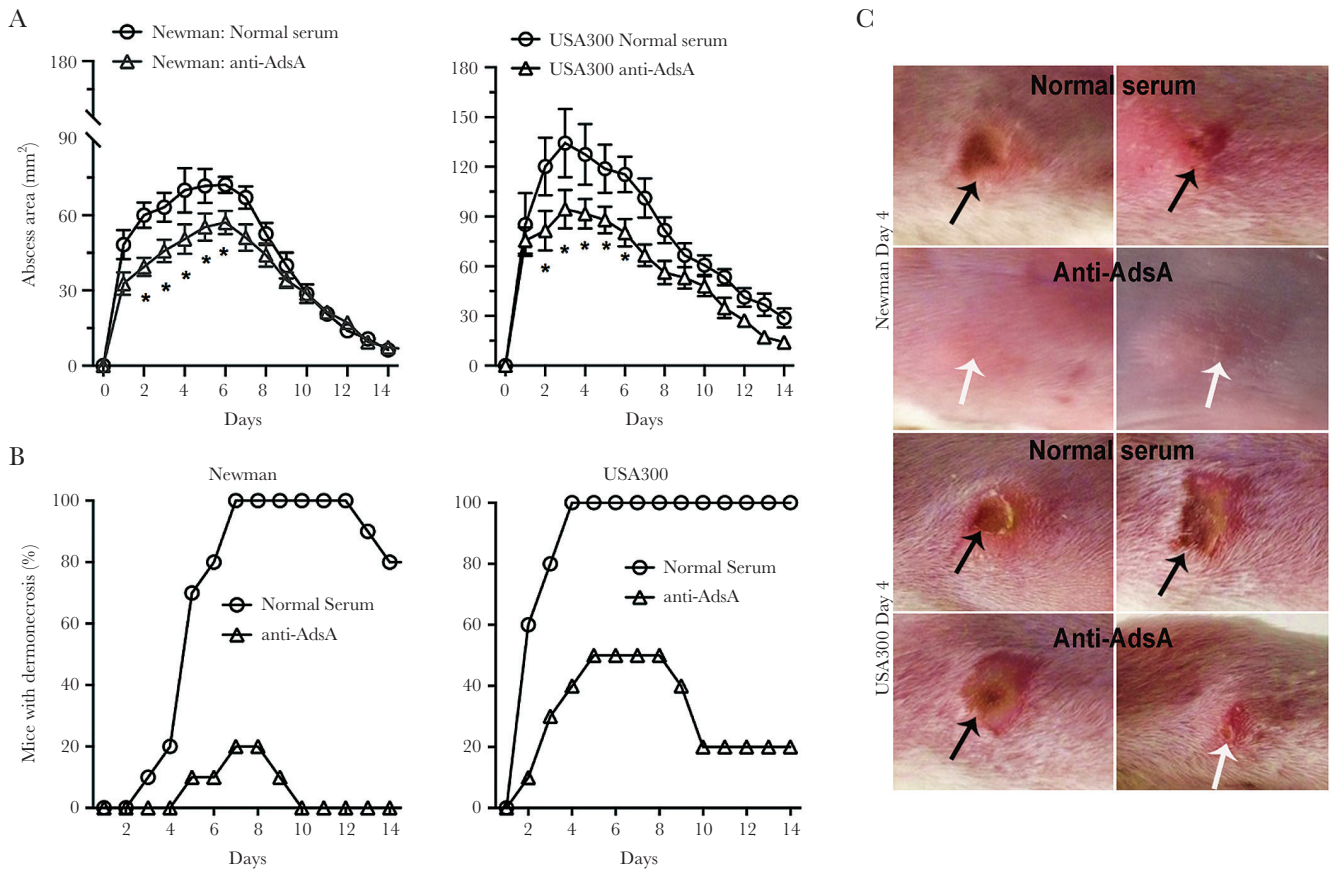 A
Newman: Normal serum
Newman: anti-AdsA
180
90
60
30
0
Abscess area (mm²)
* * * * *
0 2 4 6 8 10 12 14
Days
USA300 Normal serum
USA300 anti-AdsA
180
150
120
90
60
30
0
* * * * *
0 2 4 6 8 10 12 14
Days
B
Newman
100
80
60
40
20
0
Mice with dermonecrosis (%)
Normal Serum
anti-AdsA
2 4 6 8 10 12 14
Days
USA300
100
80
60
40
20
0
Normal Serum
anti-AdsA
2 4 6 8 10 12 14
Days
C
Newman Day 4
Normal serum
Anti-AdsA
USA300 Day 4
Normal serum
Anti-AdsA